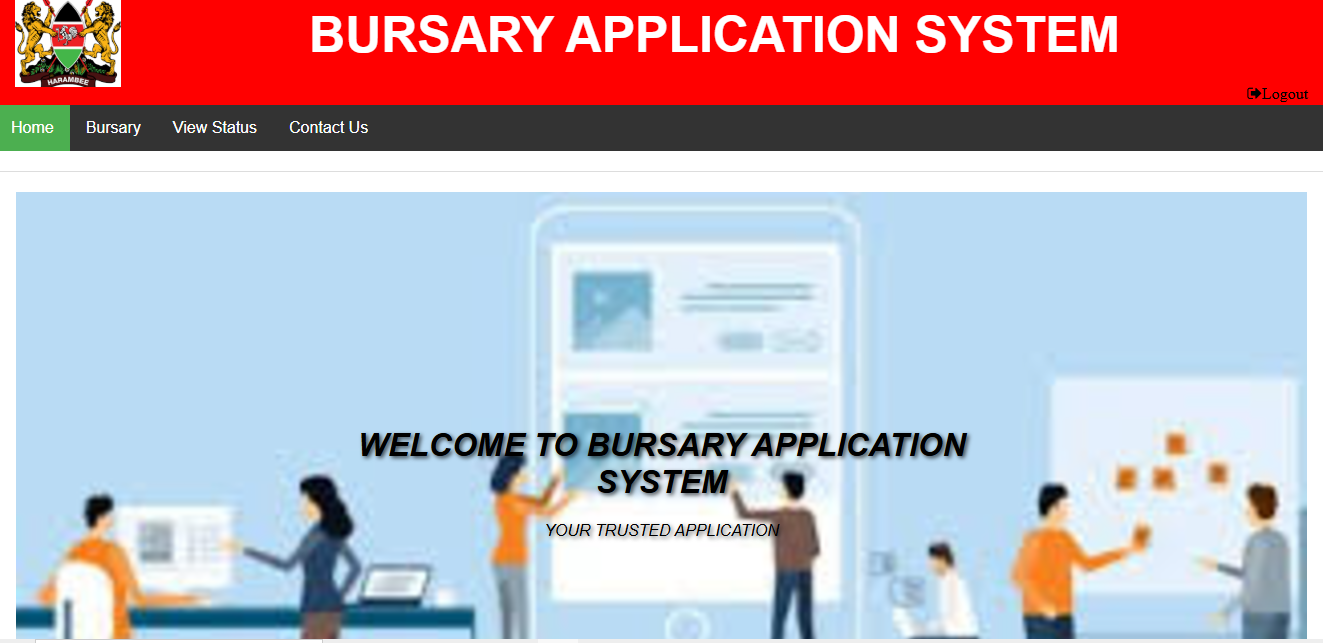 HARAMBEE
BURSARY APPLICATION SYSTEM
Logout
Home Bursary View Status Contact Us
WELCOME TO BURSARY APPLICATION
SYSTEM
YOUR TRUSTED APPLICATION